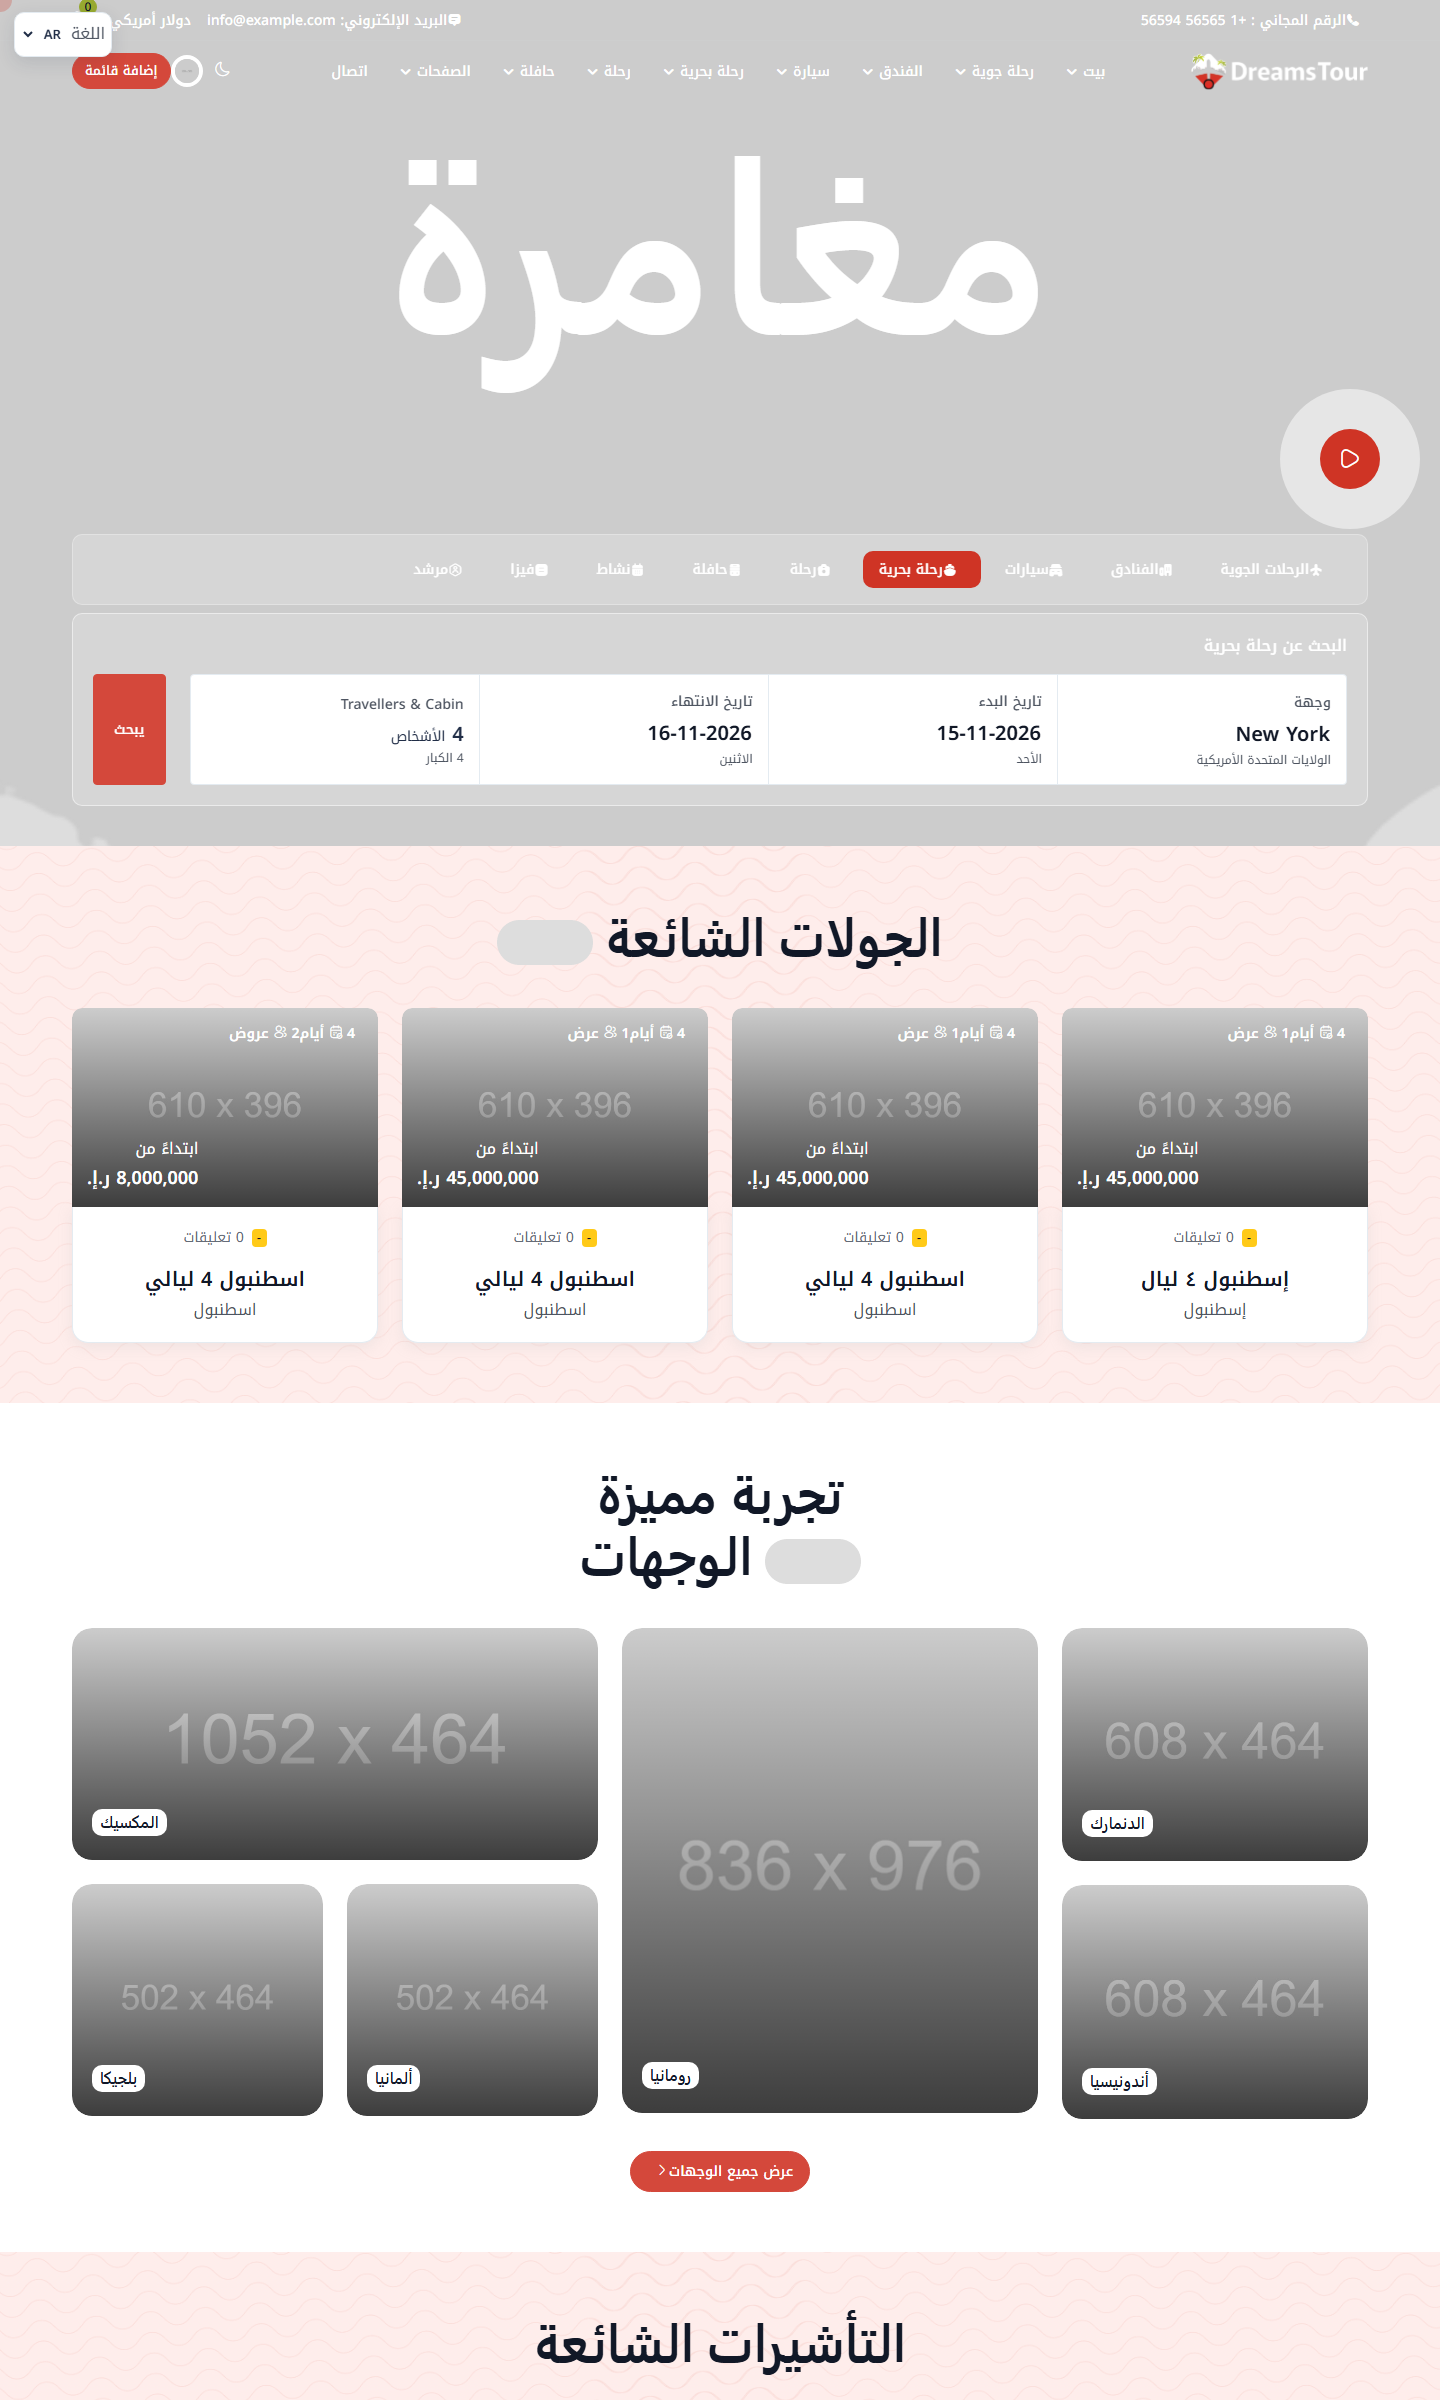 الرقم المجاني : +1 56565 56594
البريد الإلكتروني: info@example.com
دولار أمريكي
0
اللغة AR
DreamsTour
بيت
رحلة جوية
الفندق
سيارة
رحلة بحرية
رحلة
حافلة
الصفحات
اتصال
إضافة قائمة
مغامرة
الرحلات الجوية
الفنادق
سيارات
رحلة بحرية
رحلة
حافلة
نشاط
فيزا
مرشد
البحث عن رحلة بحرية
وجهة
New York
الولايات المتحدة الأمريكية
تاريخ البدء
15-11-2026
الأحد
تاريخ الانتهاء
16-11-2026
الاثنين
Travellers & Cabin
4 الأشخاص
4 الكبار
يبحث
الجولات الشائعة
4 أيام 1 عرض
610 x 396
ابتداءً من
45,000,000 ر.إ.
- 0 تعليقات
إسطنبول ٤ ليال
إسطنبول
4 أيام 1 عرض
610 x 396
ابتداءً من
45,000,000 ر.إ.
- 0 تعليقات
اسطنبول 4 ليالي
اسطنبول
4 أيام 1 عرض
610 x 396
ابتداءً من
45,000,000 ر.إ.
- 0 تعليقات
اسطنبول 4 ليالي
اسطنبول
4 أيام 2 عروض
610 x 396
ابتداءً من
8,000,000 ر.إ.
- 0 تعليقات
اسطنبول 4 ليالي
اسطنبول
تجربة مميزة
الوجهات
608 x 464
الدنمارك
836 x 976
رومانيا
1052 x 464
المكسيك
608 x 464
أندونيسيا
502 x 464
ألمانيا
502 x 464
بلجيكا
عرض جميع الوجهات
التأشيرات الشائعة